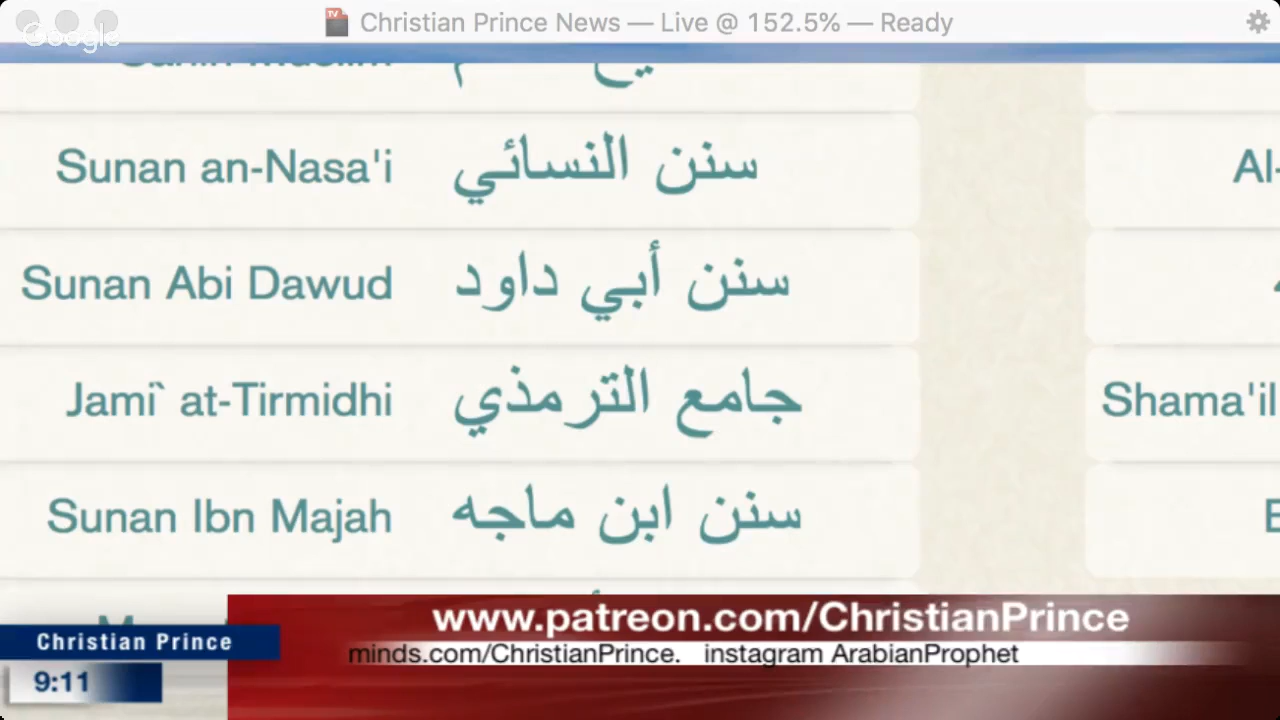 Christian Prince News — Live @ 152.5% — Ready
Google
Sunan an-Nasa'i سنن النسائي
Al-
Sunan Abi Dawud سنن أبي داود
Jami` at-Tirmidhi جامع الترمذي
Shama'il
Sunan Ibn Majah سنن ابن ماجه
www.patreon.com/ChristianPrince
Christian Prince
minds.com/ChristianPrince. instagram ArabianProphet
9:11